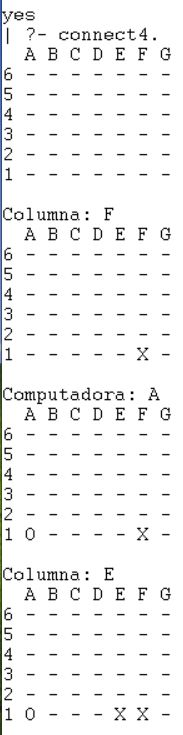 yes
| ?- connect4.
A B C D E F G
6 - - - - - - -
5 - - - - - - -
4 - - - - - - -
3 - - - - - - -
2 - - - - - - -
1 - - - - - - -
Columna: F
A B C D E F G
6 - - - - - - -
5 - - - - - - -
4 - - - - - - -
3 - - - - - - -
2 - - - - - - -
1 - - - - - X -
Computadora: A
A B C D E F G
6 - - - - - - -
5 - - - - - - -
4 - - - - - - -
3 - - - - - - -
2 - - - - - - -
1 O - - - - X -
Columna: E
A B C D E F G
6 - - - - - - -
5 - - - - - - -
4 - - - - - - -
3 - - - - - - -
2 - - - - - - -
1 O - - - X X -